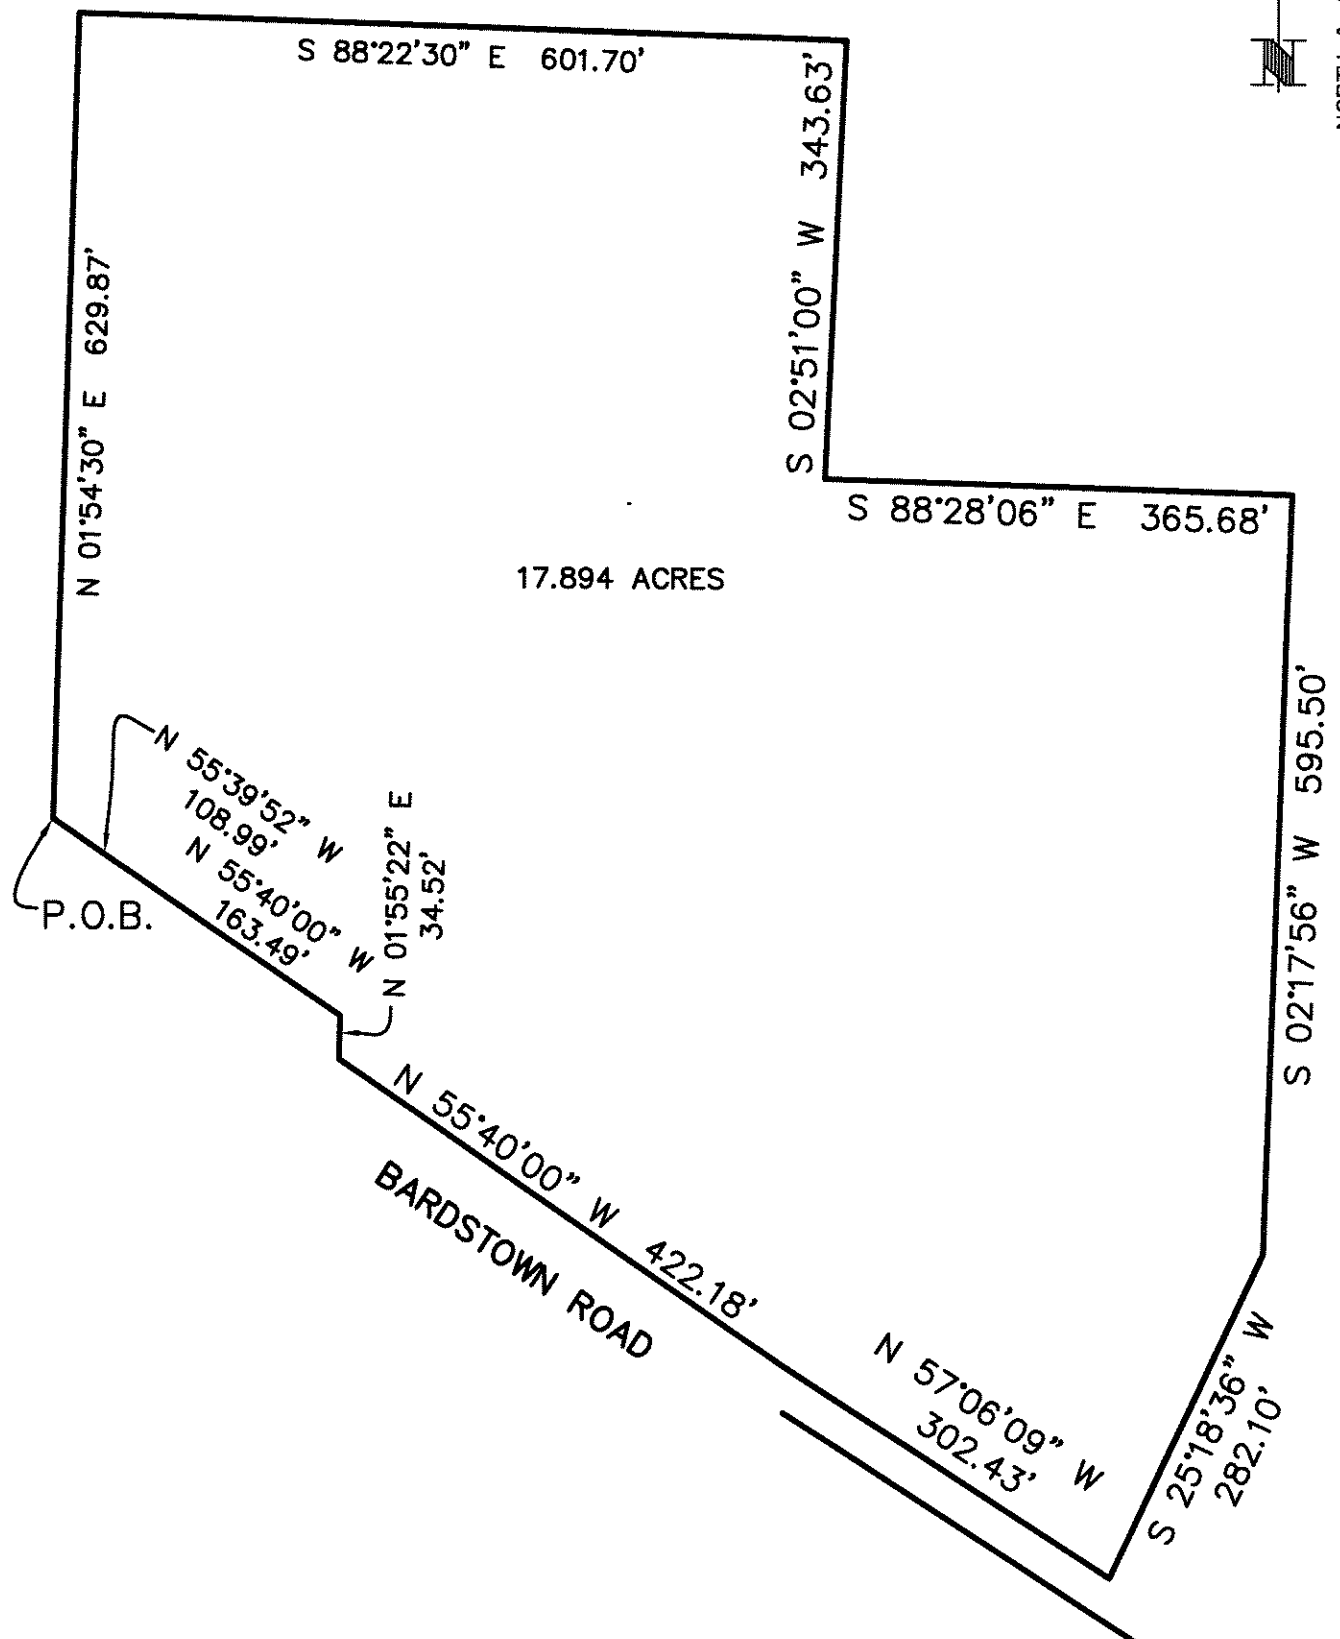 S 88°22'30" E 601.70'
S 02°51'00" W 343.63'
N 01°54'30" E 629.87'
S 88°28'06" E 365.68'
17.894 ACRES
S 02°17'56" W 595.50'
N 55°39'52" W
108.99'
N 55°40'00" W
163.49'
N 01°55'22" E
34.52'
P.O.B.
N 55°40'00" W 422.18'
BARDSTOWN ROAD
N 57°06'09" W
302.43'
S 25°18'36" W
282.10'
N